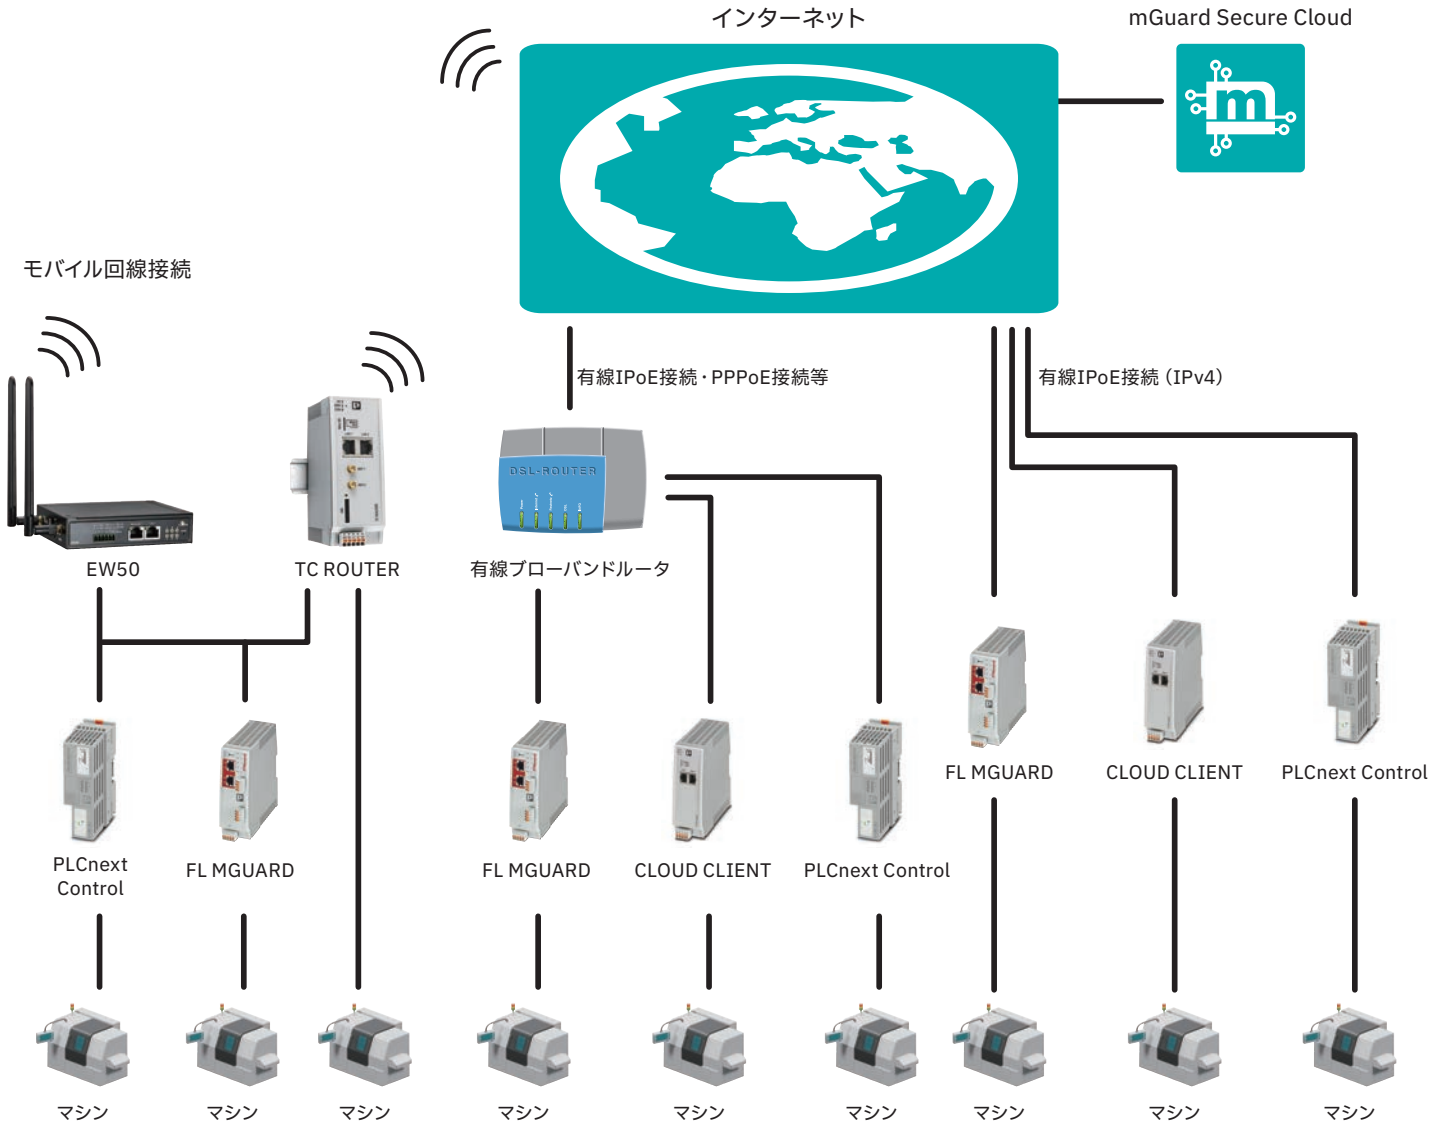 インターネット
mGuard Secure Cloud
m
モバイル回線接続
有線IPoE接続・PPPoE接続等
有線IPoE接続（IPv4）
DSL-ROUTER
EW50
TC ROUTER
有線ブローバンドルータ
FL MGUARD
CLOUD CLIENT
PLCnext Control
PLCnext
Control
FL MGUARD
FL MGUARD
CLOUD CLIENT
PLCnext Control
マシン
マシン
マシン
マシン
マシン
マシン
マシン
マシン
マシン